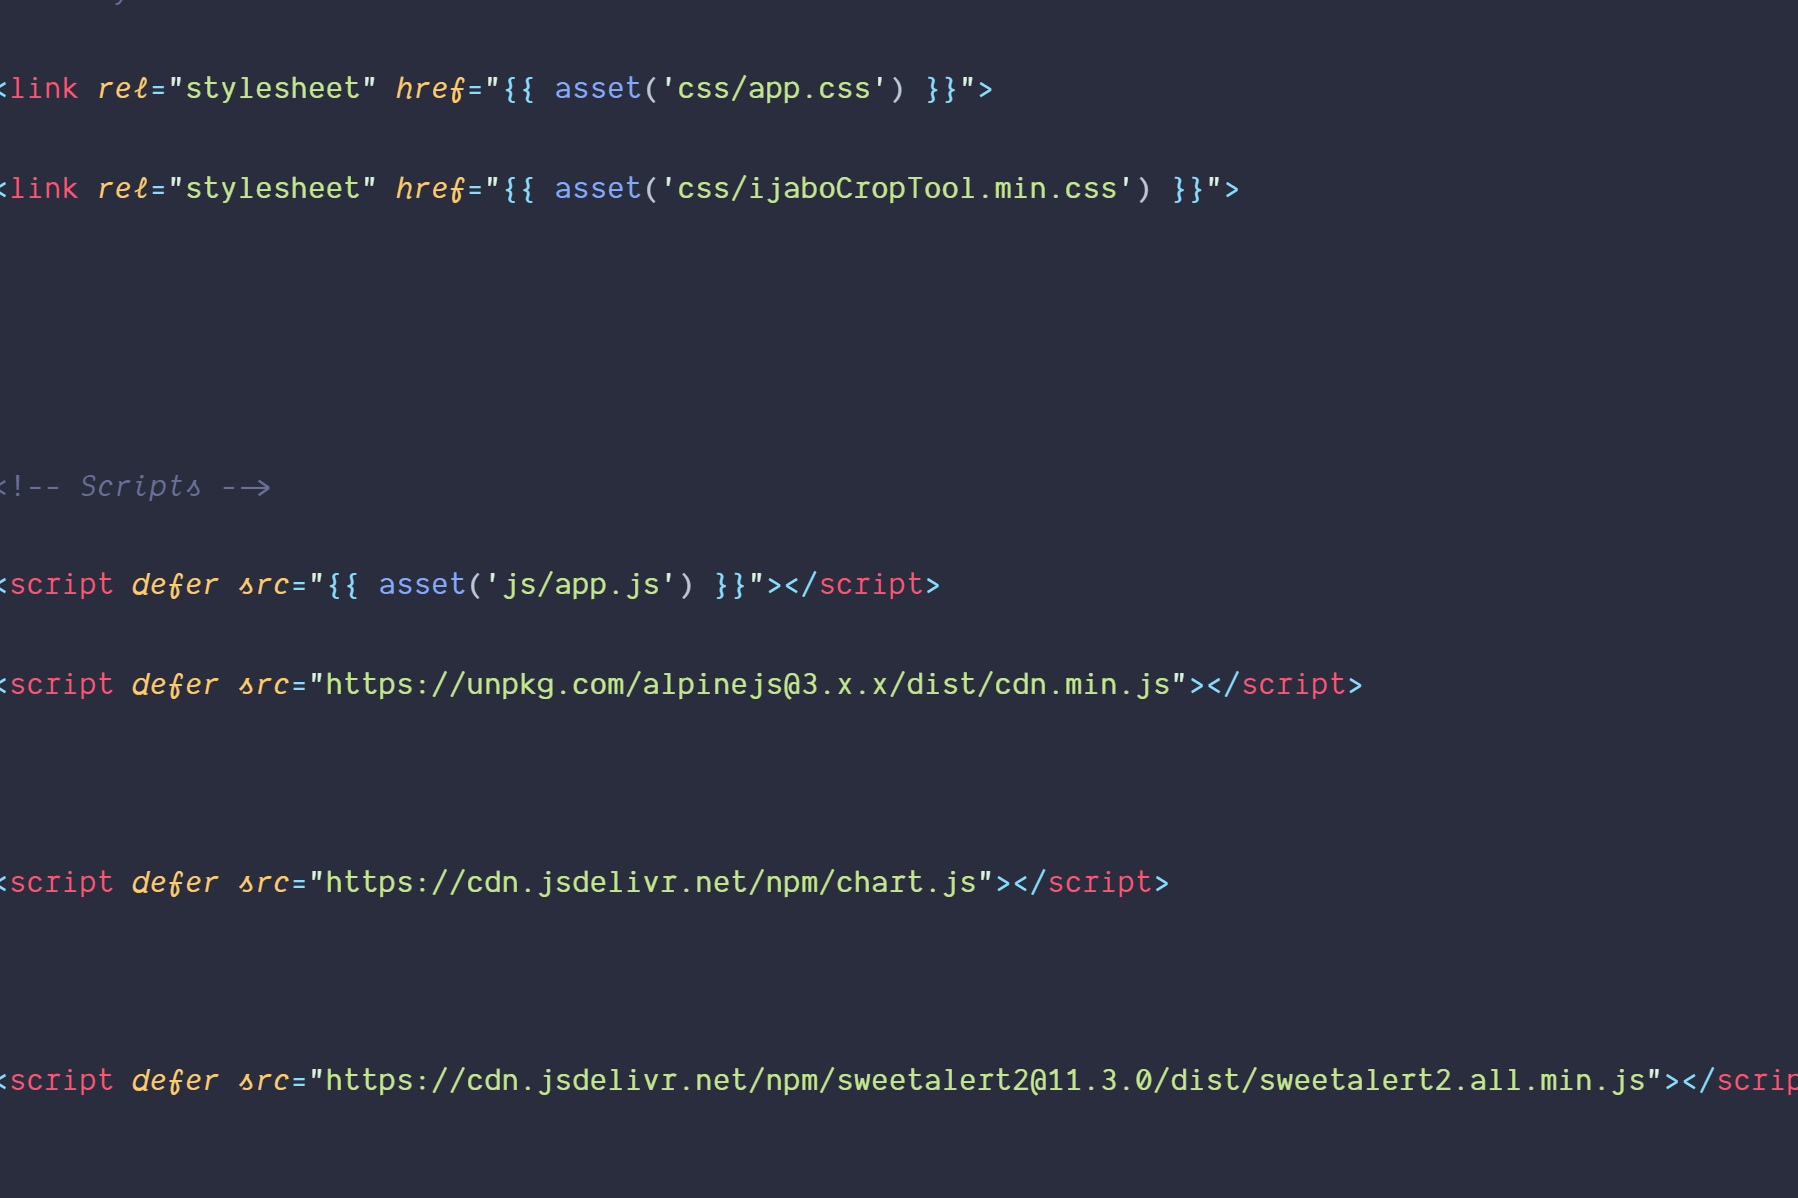 <link rel="stylesheet" href="{{ asset('css/app.css') }}">
<link rel="stylesheet" href="{{ asset('css/ijaboCropTool.min.css') }}">
<!-- Scripts -->
<script defer src="{{ asset('js/app.js') }}"></script>
<script defer src="https://unpkg.com/alpinejs@3.x.x/dist/cdn.min.js"></script>
<script defer src="https://cdn.jsdelivr.net/npm/chart.js"></script>
<script defer src="https://cdn.jsdelivr.net/npm/sweetalert2@11.3.0/dist/sweetalert2.all.min.js"></scrip